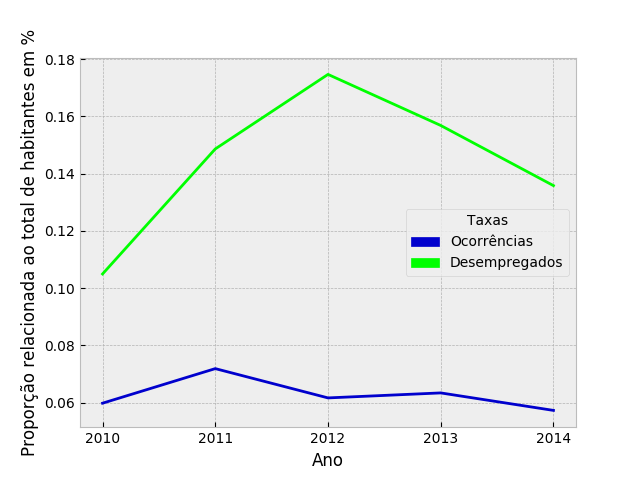 Proporção relacionada ao total de habitantes em %
0.18
0.16
0.14
0.12
0.10
0.08
0.06
Taxas
Ocorrências
Desempregados
2010 2011 2012 2013 2014
Ano